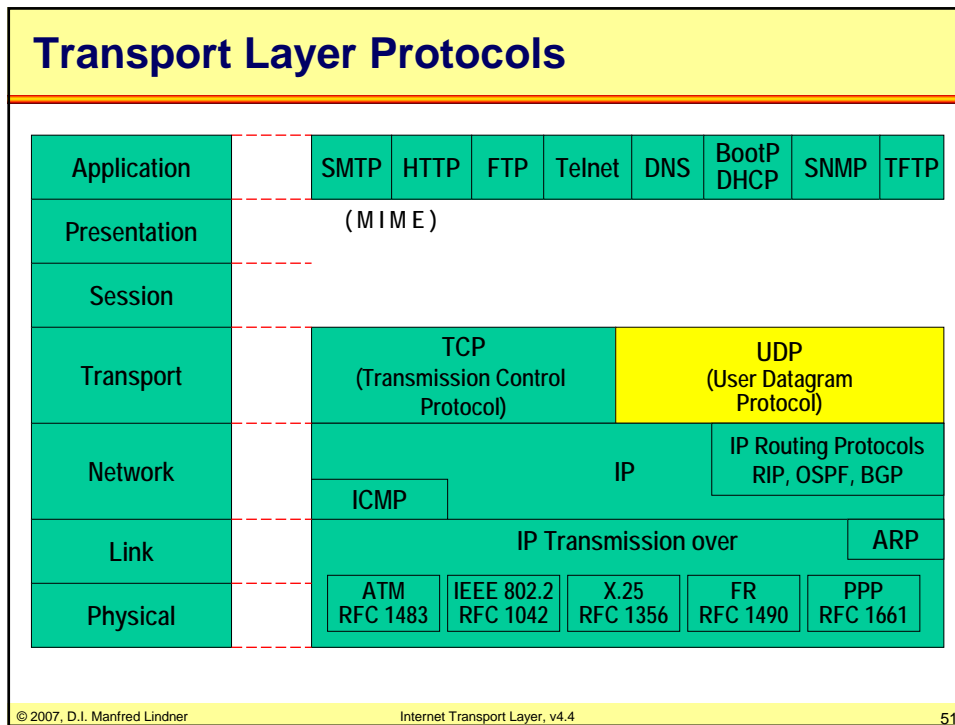 Transport Layer Protocols
Application
SMTP
HTTP
FTP
Telnet
DNS
BootP
DHCP
SNMP
TFTP
Presentation
(MIME)
Session
Transport
TCP
(Transmission Control
Protocol)
UDP
(User Datagram
Protocol)
Network
IP
IP Routing Protocols
RIP, OSPF, BGP
ICMP
Link
IP Transmission over
ARP
Physical
ATM
RFC 1483
IEEE 802.2
RFC 1042
X.25
RFC 1356
FR
RFC 1490
PPP
RFC 1661
© 2007, D.I. Manfred Lindner
Internet Transport Layer, v4.4
51